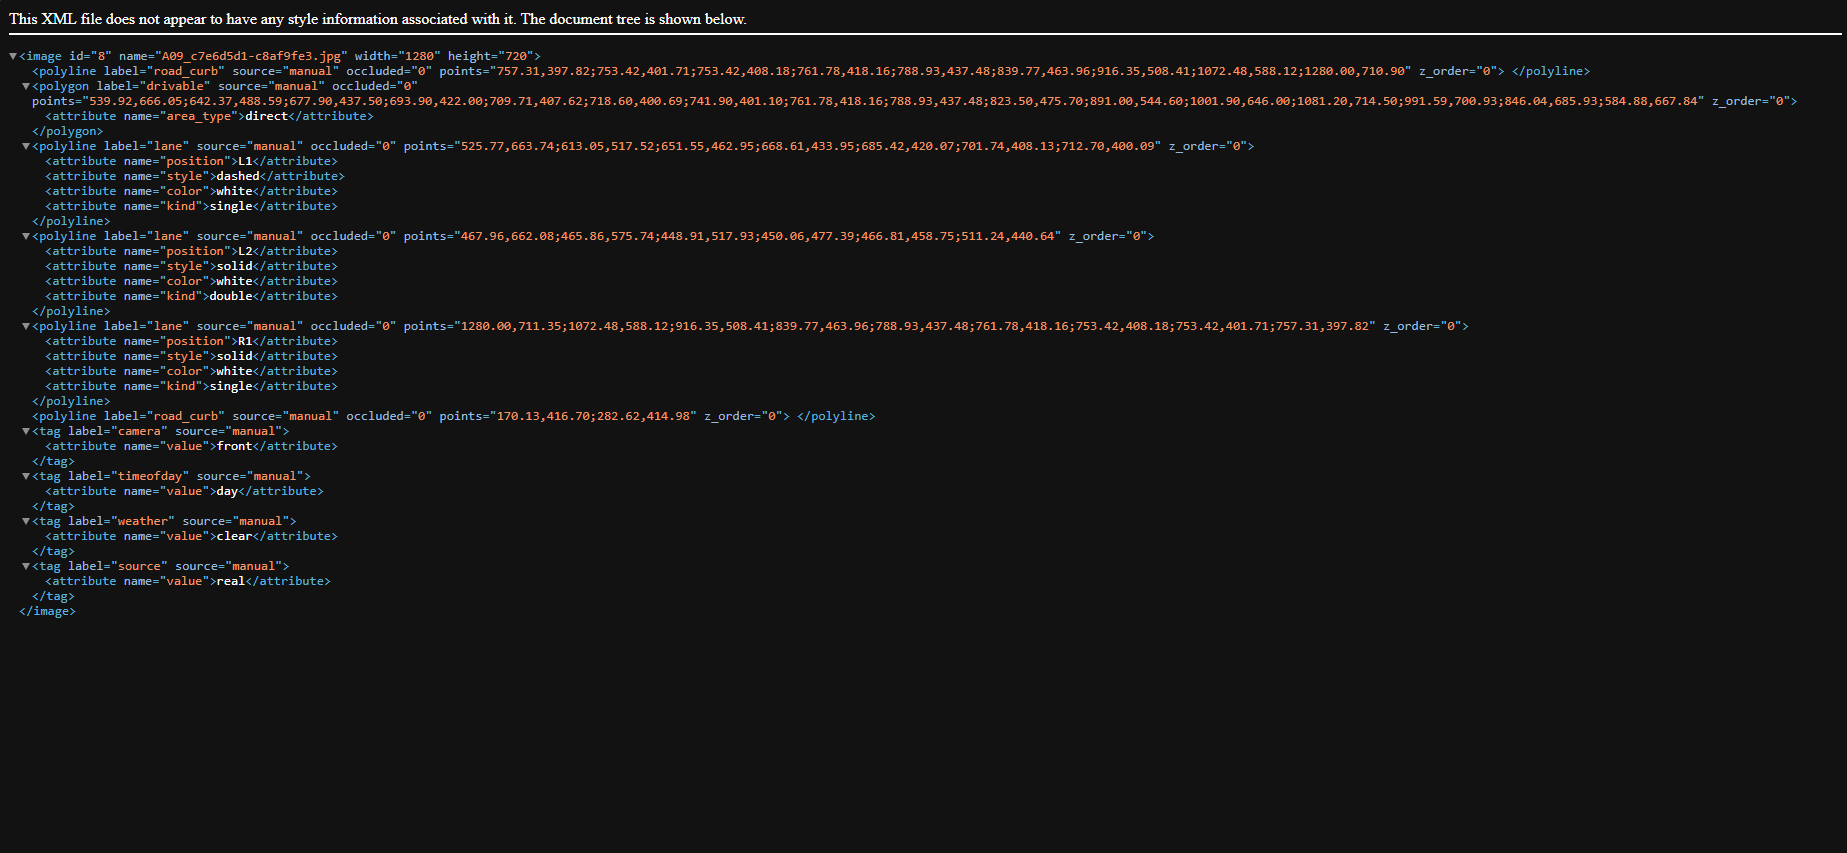 This XML file does not appear to have any style information associated with it. The document tree is shown below.
▼<image id="8" name="A09_c7e6d5d1-c8af9fe3.jpg" width="1280" height="720">
<polyline label="road_curb" source="manual" occluded="0" points="757.31,397.82;753.42,401.71;753.42,408.18;761.78,418.16;788.93,437.48;839.77,463.96;916.35,508.41;1072.48,588.12;1280.00,710.90" z_order="0"> </polyline>
▼<polygon label="drivable" source="manual" occluded="0"
points="539.92,666.05;642.37,488.59;677.90,437.50;693.90,422.00;709.71,407.62;718.60,400.69;741.90,401.10;761.78,418.16;788.93,437.48;823.50,475.70;891.00,544.60;1001.90,646.00;1081.20,714.50;991.59,700.93;846.04,685.93;584.88,667.84" z_order="0">
<attribute name="area_type">direct</attribute>
</polygon>
▼<polyline label="lane" source="manual" occluded="0" points="525.77,663.74;613.05,517.52;651.55,462.95;668.61,433.95;685.42,420.07;701.74,408.13;712.70,400.09" z_order="0">
<attribute name="position">L1</attribute>
<attribute name="style">dashed</attribute>
<attribute name="color">white</attribute>
<attribute name="kind">single</attribute>
</polyline>
▼<polyline label="lane" source="manual" occluded="0" points="467.96,662.08;465.86,575.74;448.91,517.93;450.06,477.39;466.81,458.75;511.24,440.64" z_order="0">
<attribute name="position">L2</attribute>
<attribute name="style">solid</attribute>
<attribute name="color">white</attribute>
<attribute name="kind">double</attribute>
</polyline>
▼<polyline label="lane" source="manual" occluded="0" points="1280.00,711.35;1072.48,588.12;916.35,508.41;839.77,463.96;788.93,437.48;761.78,418.16;753.42,408.18;753.42,401.71;757.31,397.82" z_order="0">
<attribute name="position">R1</attribute>
<attribute name="style">solid</attribute>
<attribute name="color">white</attribute>
<attribute name="kind">single</attribute>
</polyline>
<polyline label="road_curb" source="manual" occluded="0" points="170.13,416.70;282.62,414.98" z_order="0"> </polyline>
▼<tag label="camera" source="manual">
<attribute name="value">front</attribute>
</tag>
▼<tag label="timeofday" source="manual">
<attribute name="value">day</attribute>
</tag>
▼<tag label="weather" source="manual">
<attribute name="value">clear</attribute>
</tag>
▼<tag label="source" source="manual">
<attribute name="value">real</attribute>
</tag>
</image>